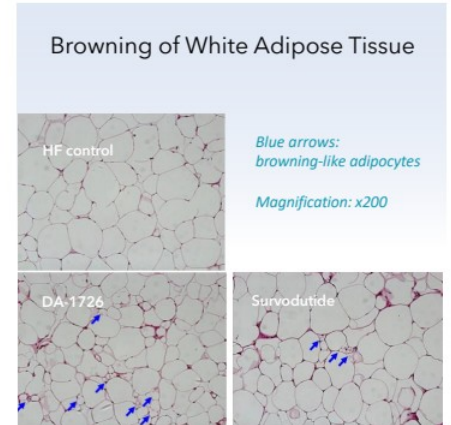 Browning of White Adipose Tissue
HF control
Blue arrows:
browning-like adipocytes
Magnification: x200
DA-1726
Survodutide